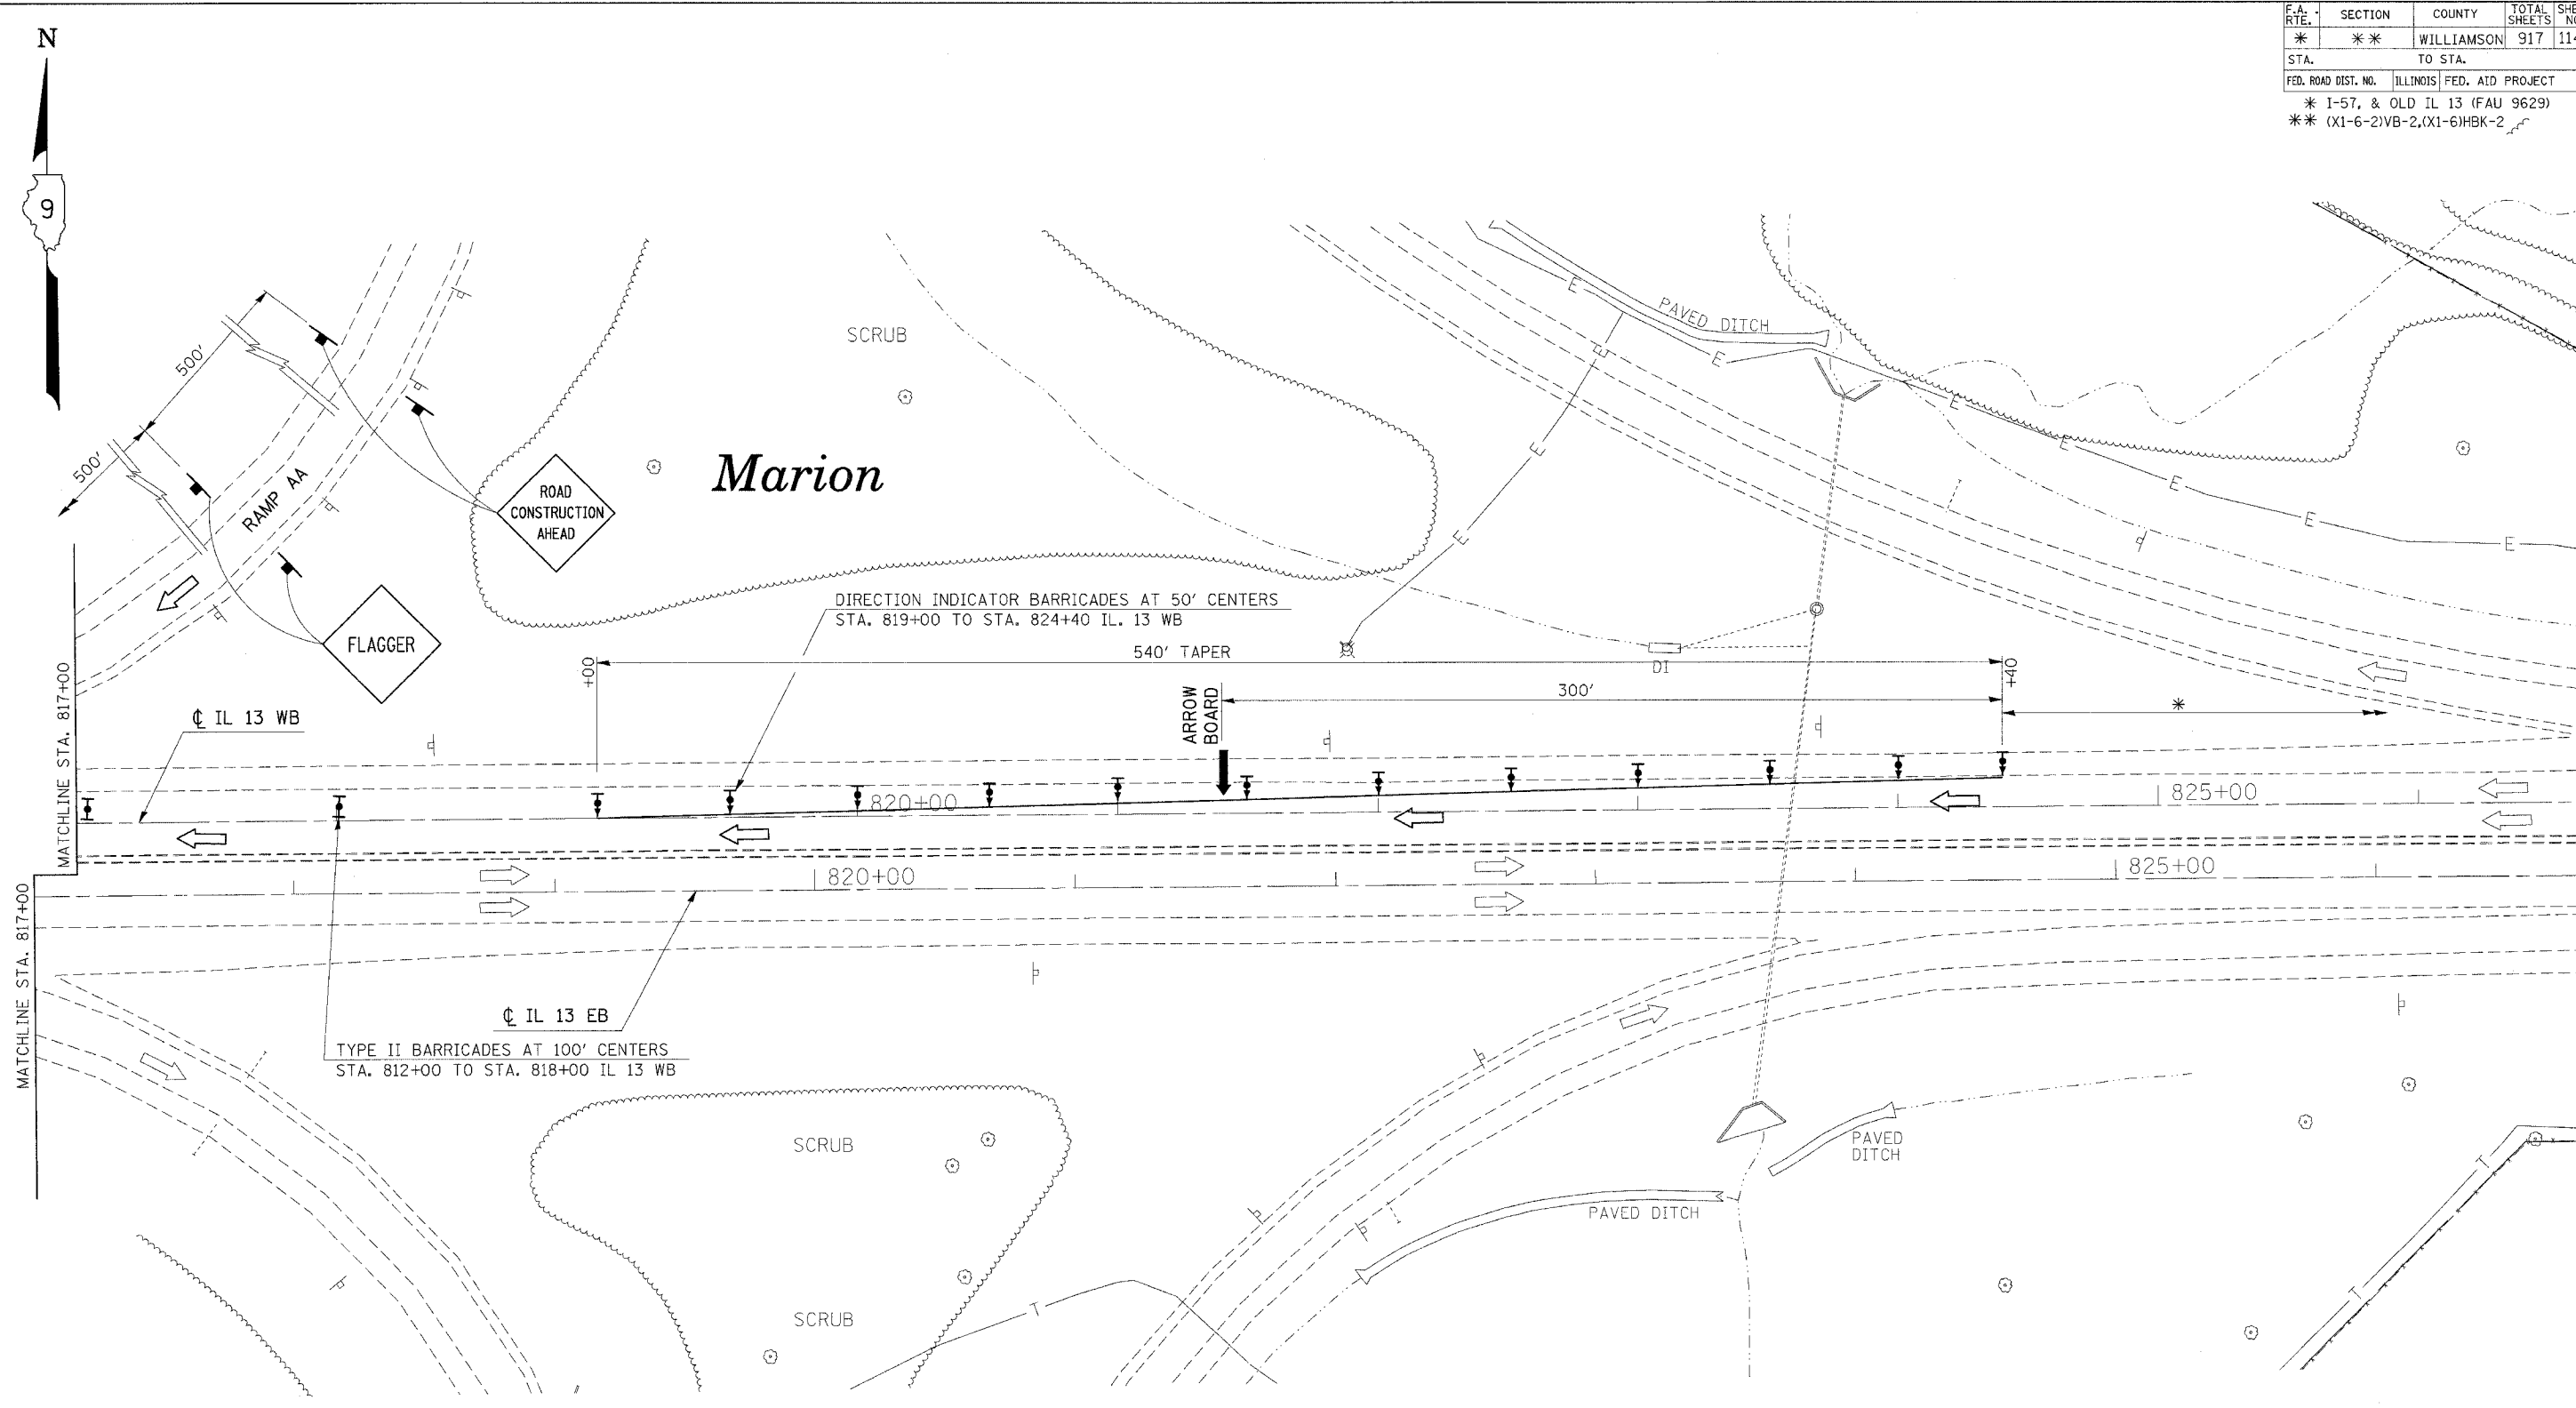 F.A. RTE. SECTION COUNTY TOTAL SHEETS
* ** WILLIAMSON 917
STA. TO STA.
FED. ROAD DIST. NO. ILLINOIS FED. AID PROJECT
* I-57, & OLD IL 13 (FAU 9629)
** (X1-6-2)VB-2,(X1-6)HBK-2
N
9
500'
500'
RAMP AA
SCRUB
Marion
ROAD
CONSTRUCTION
AHEAD
FLAGGER
PAVED DITCH
E
E
E
E
E
E
E
E
E
E
DIRECTION INDICATOR BARRICADES AT 50' CENTERS
STA. 819+00 TO STA. 824+40 IL. 13 WB
540' TAPER
DI
+00
+40
300'
*
ARROW
BOARD
MATCHLINE STA. 817+00
℄ IL 13 WB
820+00
825+00
820+00
825+00
MATCHLINE STA. 817+00
℄ IL 13 EB
TYPE II BARRICADES AT 100' CENTERS
STA. 812+00 TO STA. 818+00 IL 13 WB
SCRUB
PAVED
DITCH
PAVED DITCH
SCRUB
T
T
T